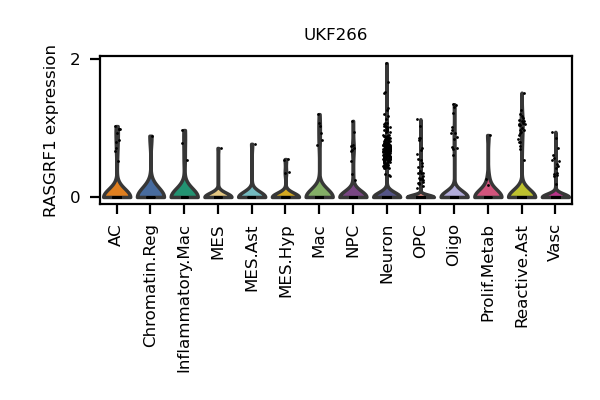 UKF266
RASGRF1 expression
2
0
AC
Chromatin.Reg
Inflammatory.Mac
MES
MES.Ast
MES.Hyp
Mac
NPC
Neuron
OPC
Oligo
Prolif.Metab
Reactive.Ast
Vasc